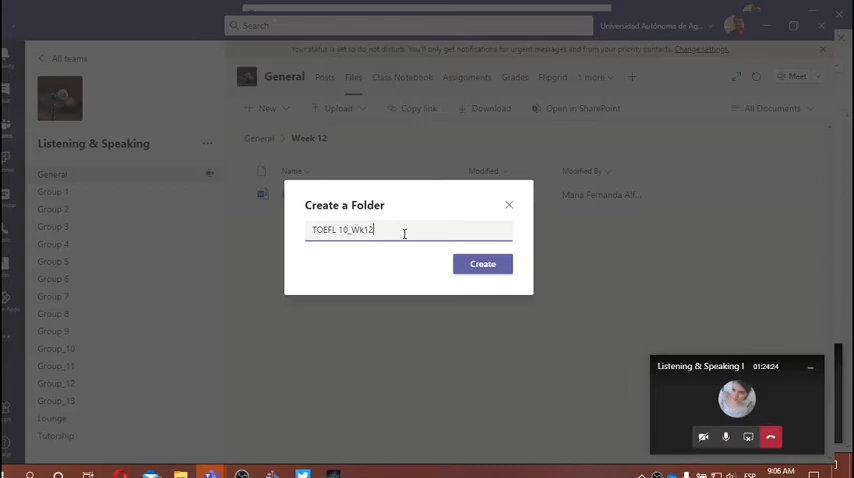 Search
Universidad Autónoma de Ag...
Your status is set to do not disturb. You'll only get notifications for urgent messages and from your priority contacts. Change settings.
All teams
General Posts Files Class Notebook Assignments Grades Flipgrid 1 more
Meet
New Upload Copy link Download Open in SharePoint All Documents
Listening & Speaking
General Week 12
General
Name Modified Modified By
Group 1
Maria Fernanda Alf...
Group 2
Group 3
Group 4
Group 5
Group 6
Group 7
Group 8
Group 9
Group_10
Group_11
Group_12
Group_13
Lounge
Tutorship
Create a Folder
TOEFL 10_Wk12
Create
Listening & Speaking I 01:24:24
ESP 9:06 AM